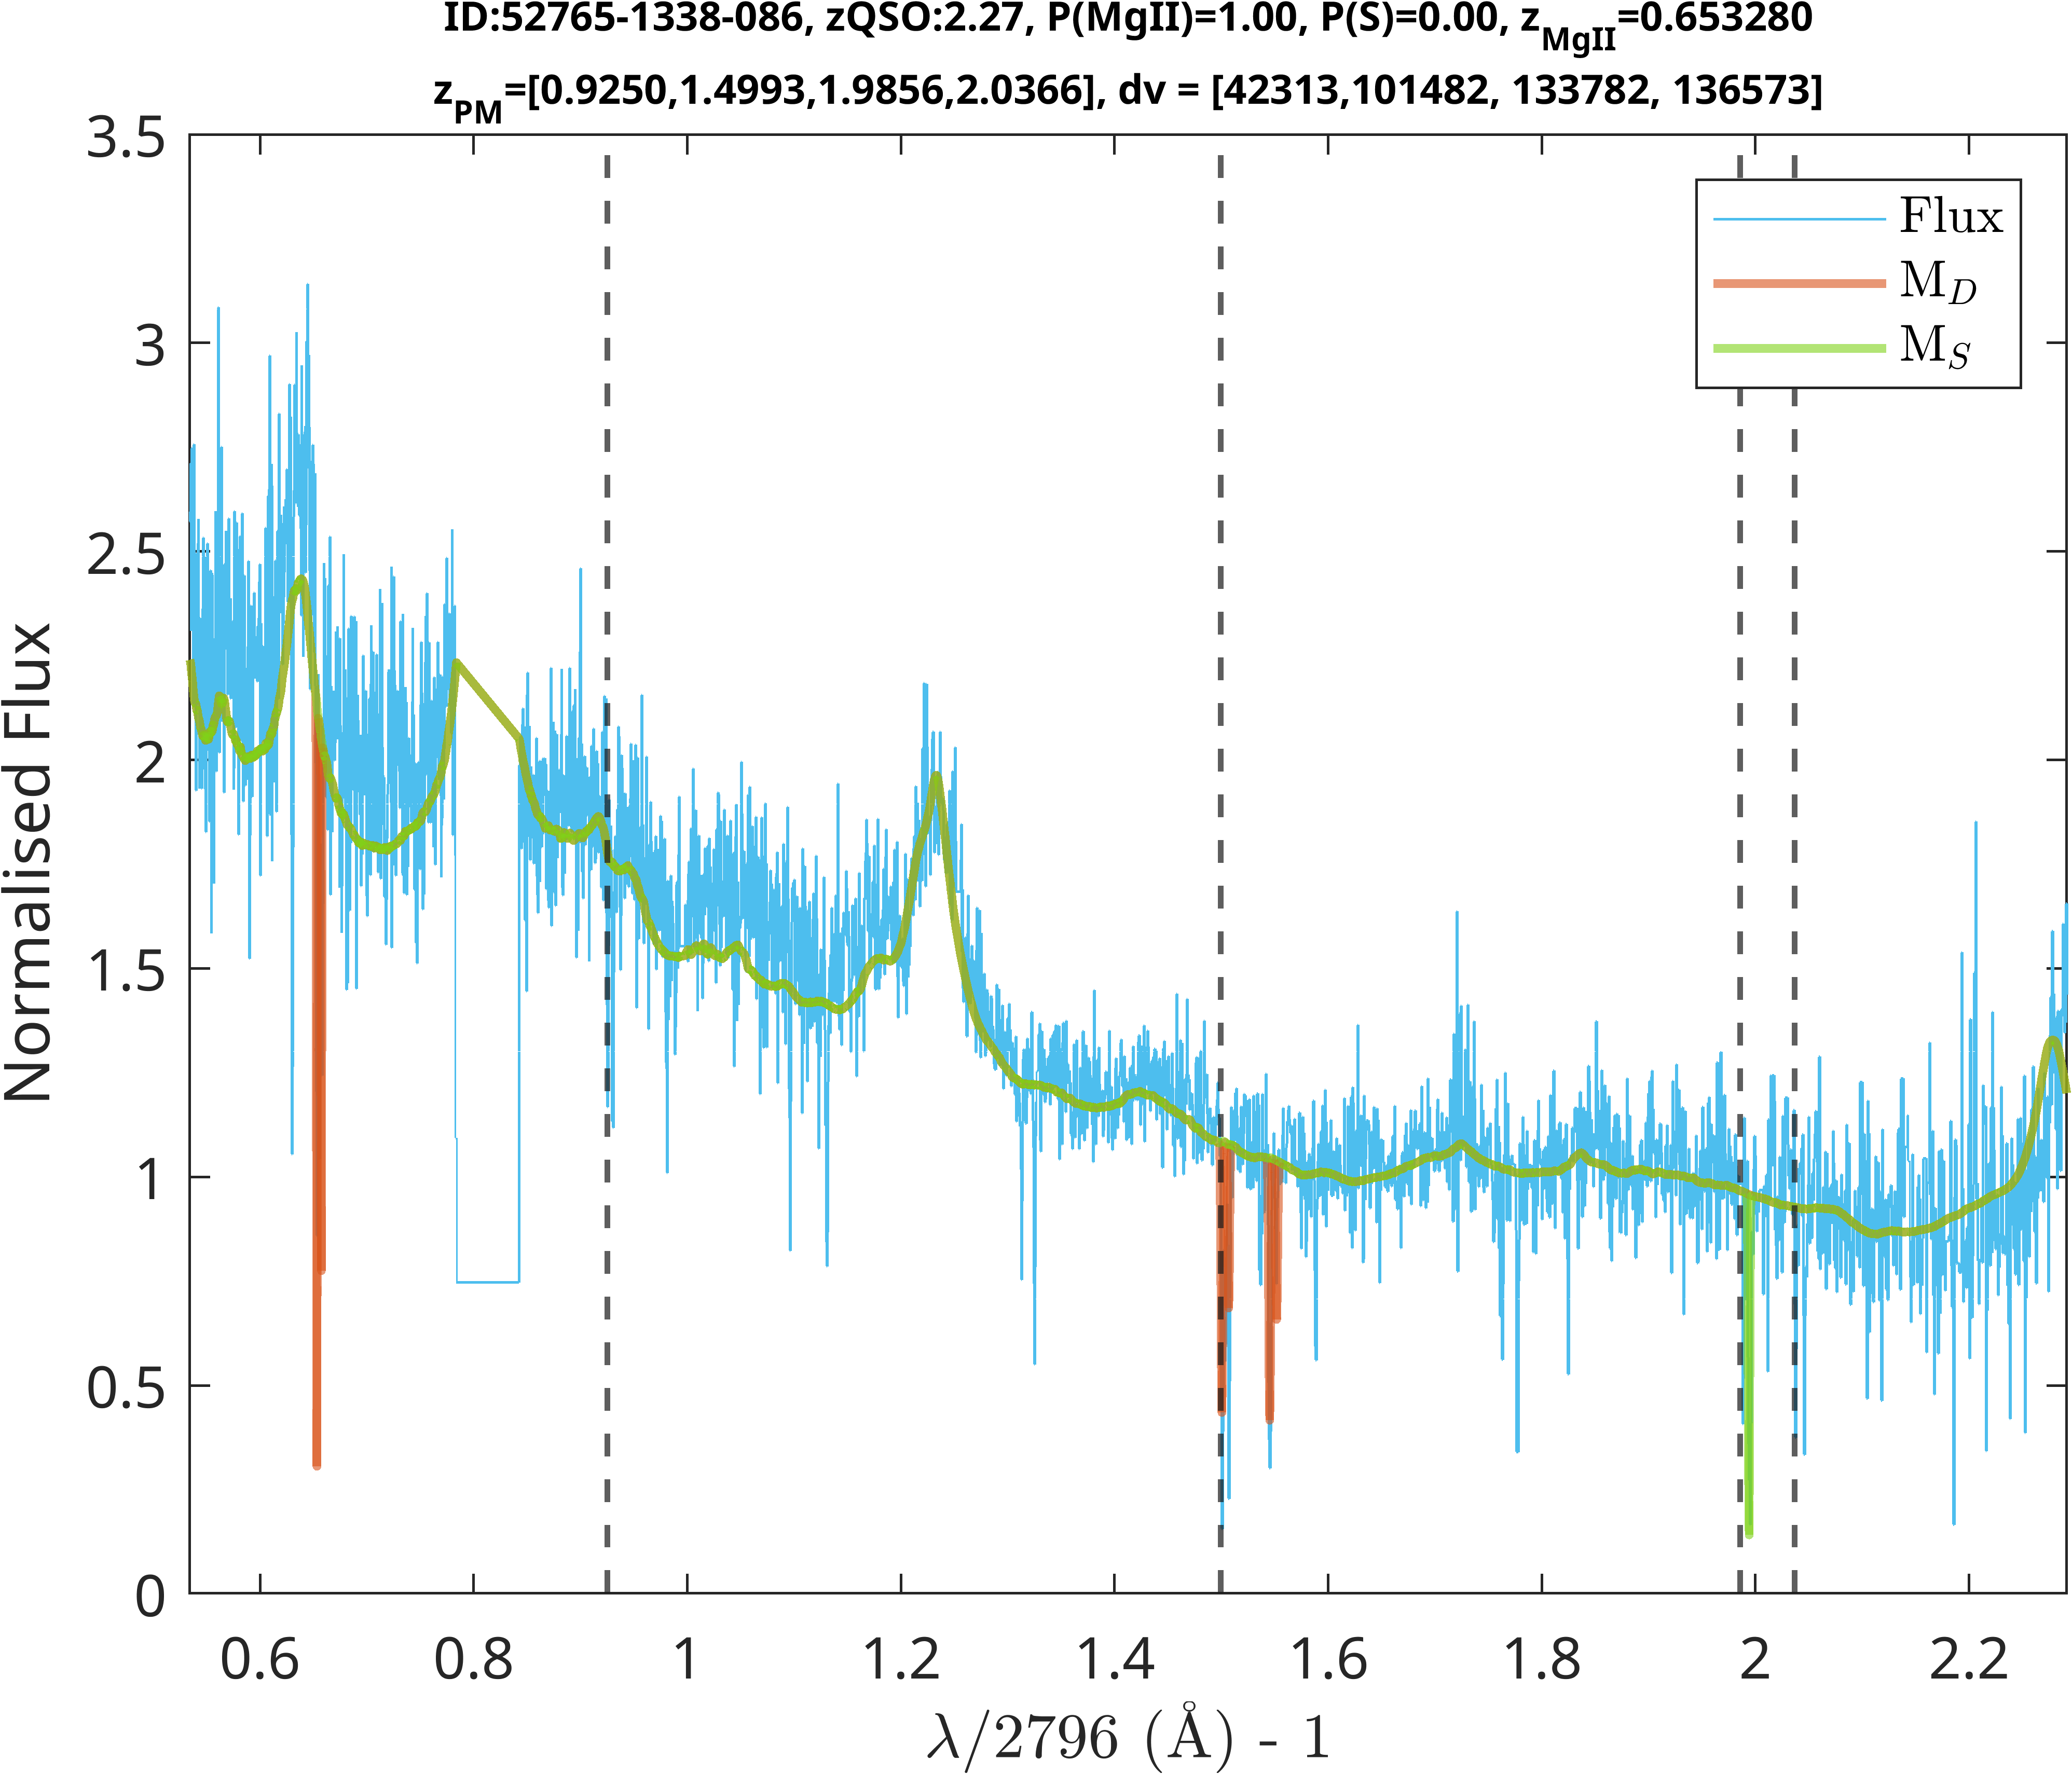 ID:52765-1338-086, zQSO:2.27, P(MgII)=1.00, P(S)=0.00, zMgII=0.653280
zPM=[0.9250,1.4993,1.9856,2.0366], dv = [42313,101482, 133782, 136573]
3.5
3
2.5
2
1.5
1
0.5
0
Normalised Flux
Flux
MD
MS
0.6 0.8 1 1.2 1.4 1.6 1.8 2 2.2
λ/2796 (Å) - 1